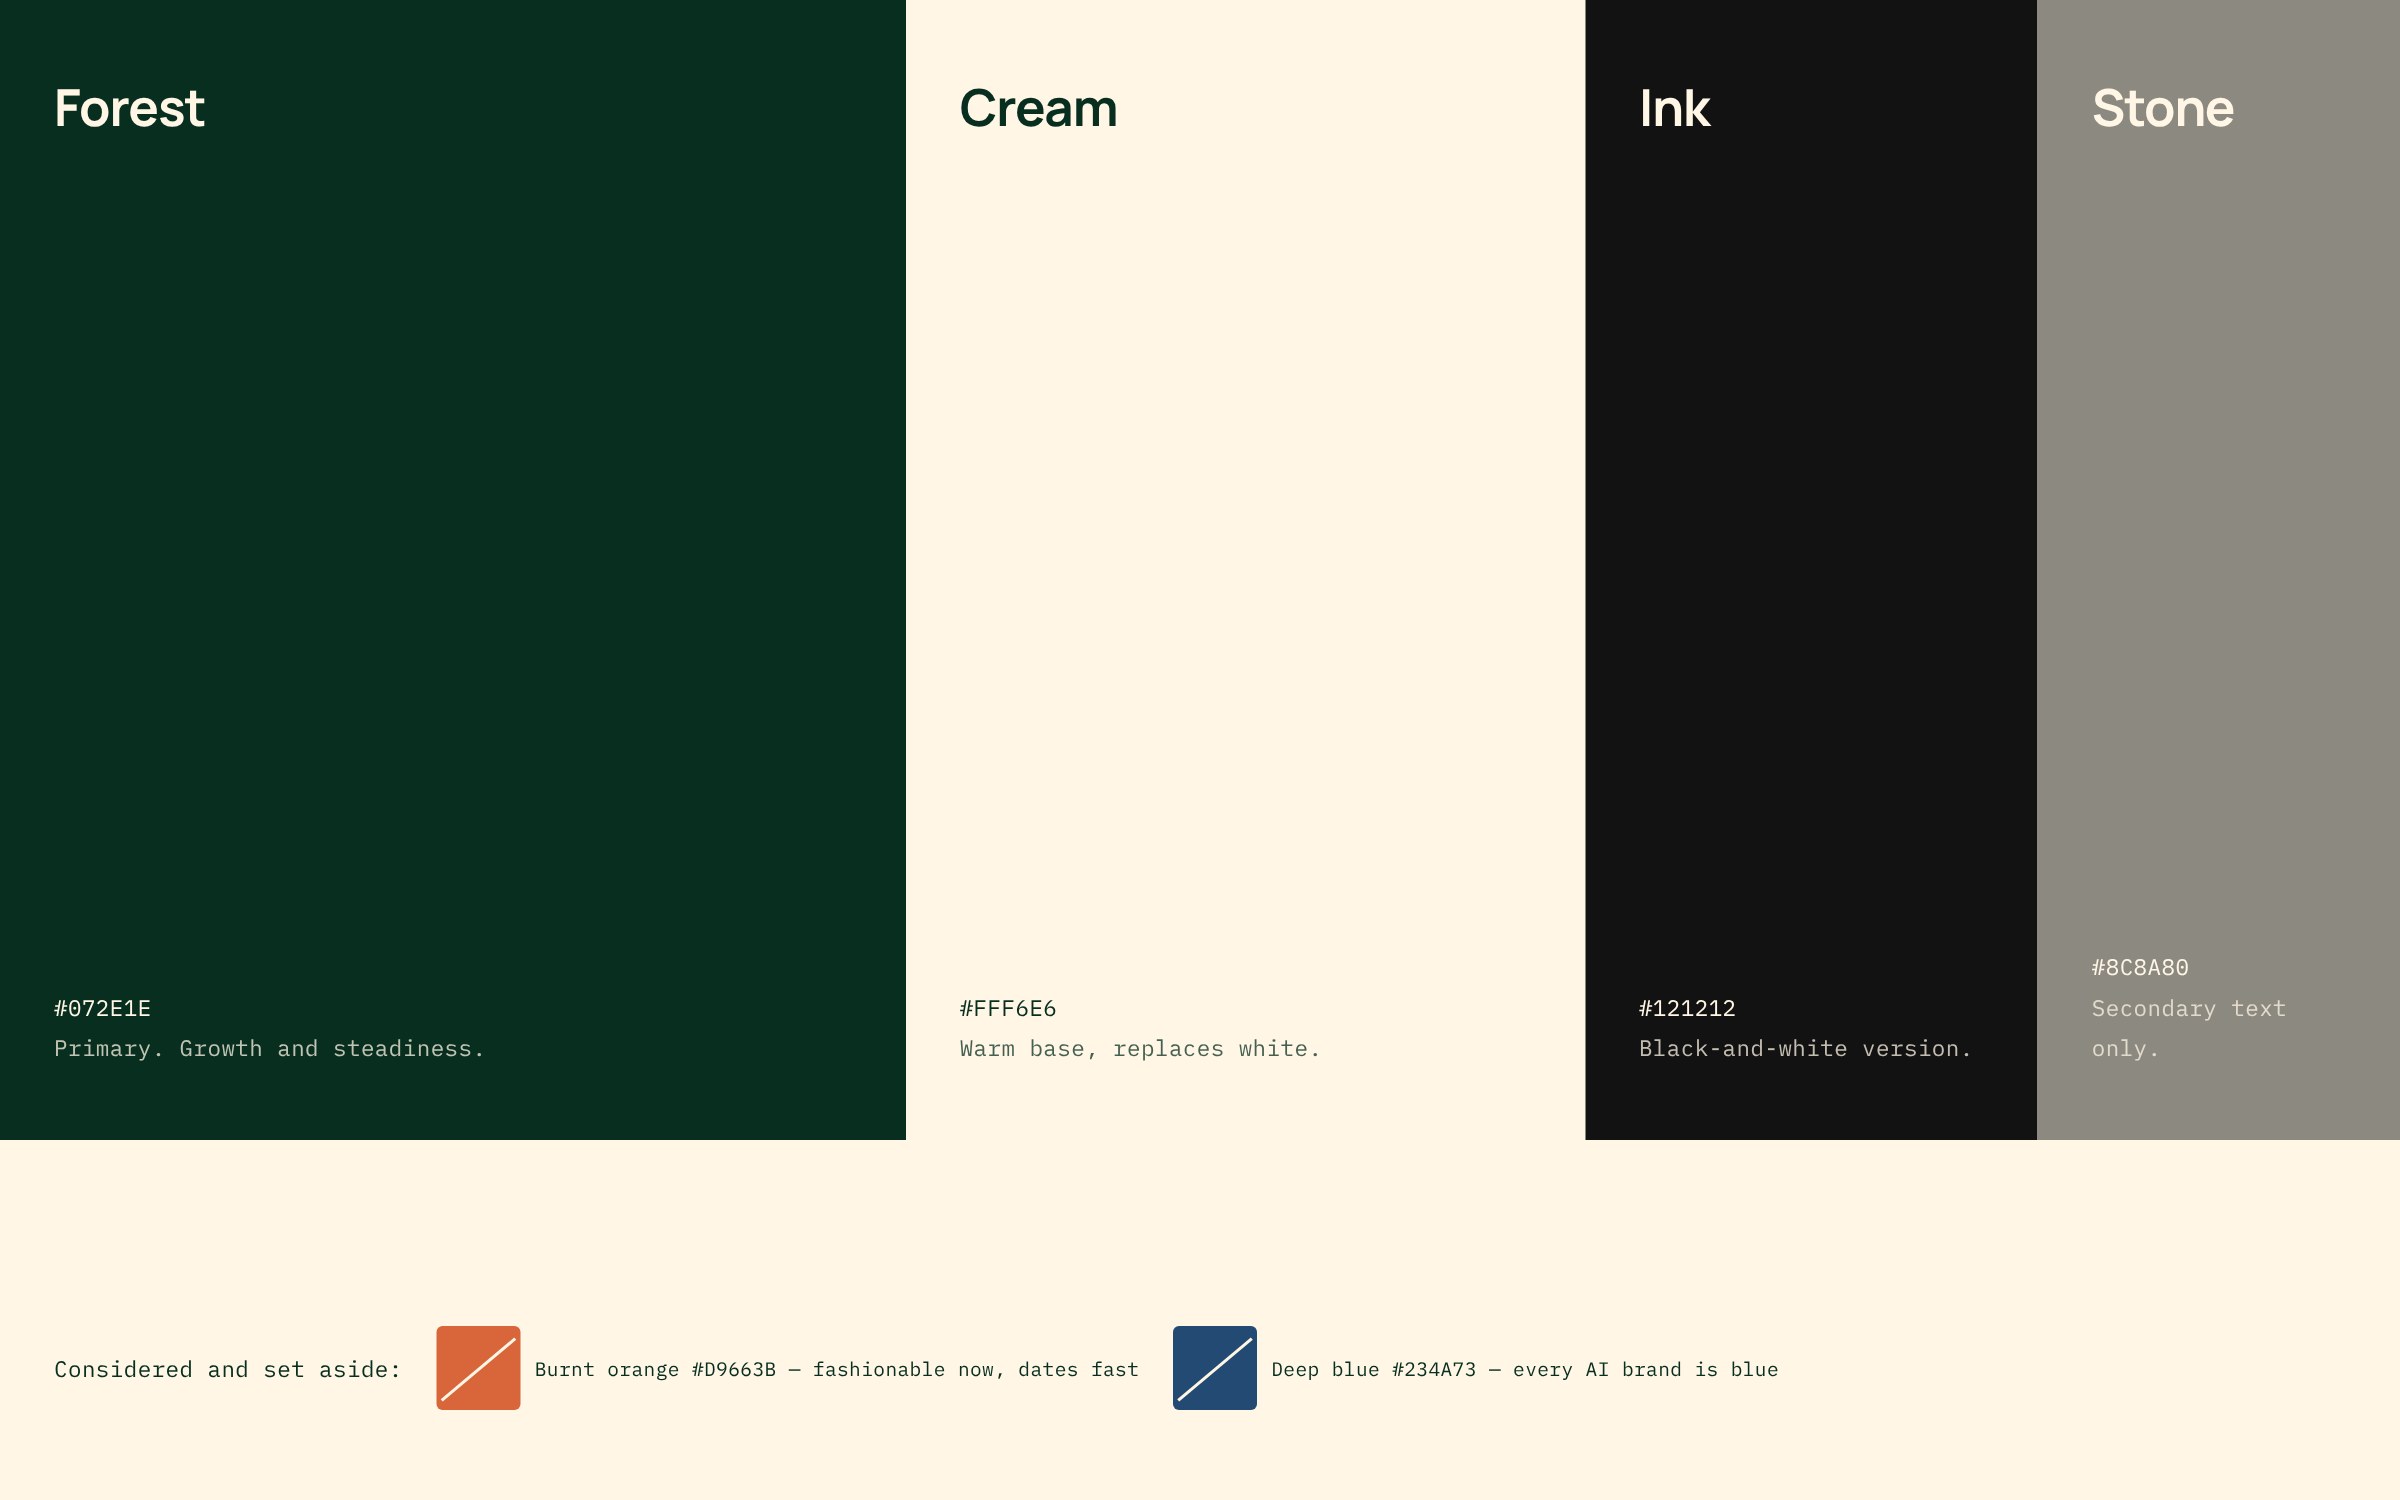 Forest
#072E1E
Primary. Growth and steadiness.
Cream
#FFF6E6
Warm base, replaces white.
Ink
#121212
Black-and-white version.
Stone
#8C8A80
Secondary text
only.
Considered and set aside:
Burnt orange #D9663B — fashionable now, dates fast
Deep blue #234A73 — every AI brand is blue